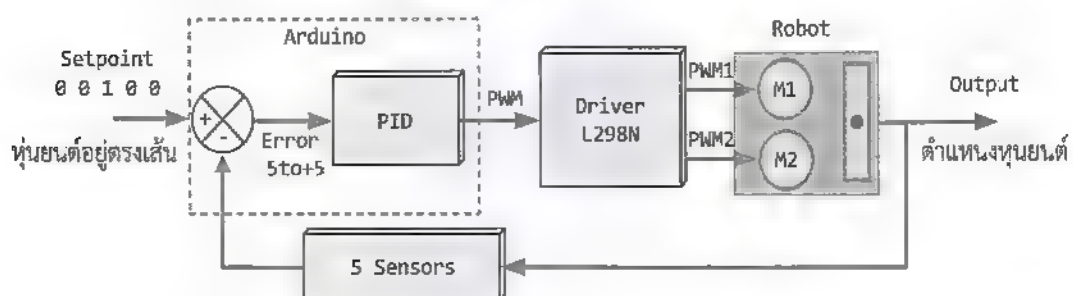 Arduino
Robot
Setpoint
0 0 1 0 0
หุ่นยนต์อยู่ตรงเส้น
+
-
Error
5to+5
PID
PWM
Driver
L298N
PWM1
PWM2
M1
M2
Output
ตำแหน่งหุ่นยนต์
5 Sensors